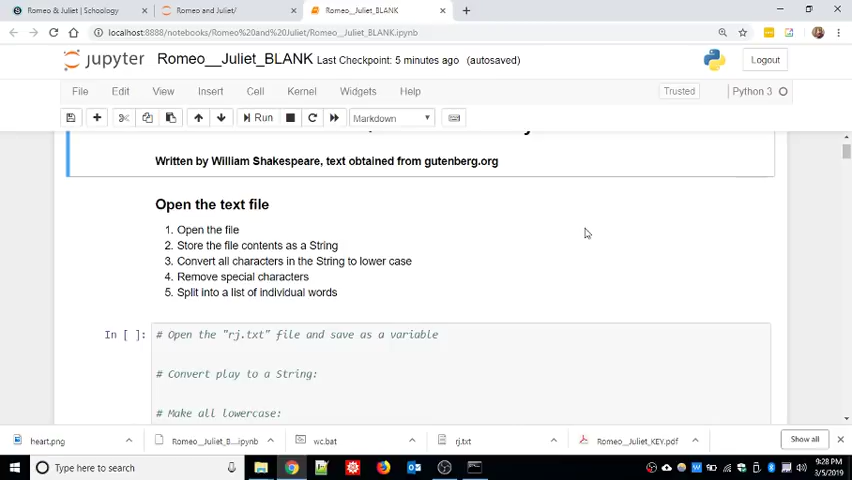 Romeo & Juliet | Schoology
Romeo and Juliet/
Romeo__Juliet_BLANK
localhost:8888/notebooks/Romeo%20and%20Juliet/Romeo__Juliet_BLANK.ipynb
jupyter Romeo__Juliet_BLANK Last Checkpoint: 5 minutes ago (autosaved)
Logout
File Edit View Insert Cell Kernel Widgets Help
Trusted
Python 3
Run
Markdown
Written by William Shakespeare, text obtained from gutenberg.org
Open the text file
1. Open the file
2. Store the file contents as a String
3. Convert all characters in the String to lower case
4. Remove special characters
5. Split into a list of individual words
In [ ]:
# Open the "rj.txt" file and save as a variable
# Convert play to a String:
# Make all lowercase:
heart.png
Romeo__Juliet_B....ipynb
wc.bat
rj.txt
Romeo__Juliet_KEY.pdf
Show all
Type here to search
9:28 PM
3/5/2019